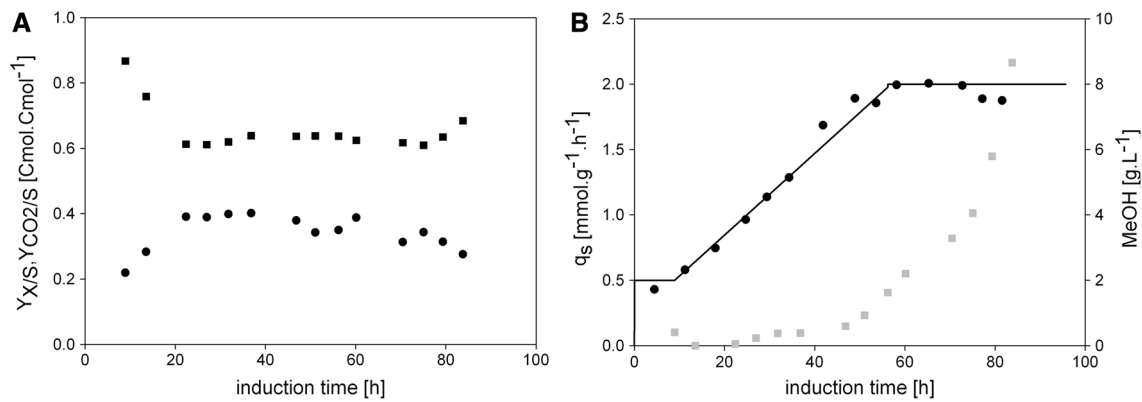 A
1.0
0.8
0.6
0.4
0.2
0.0
0 20 40 60 80 100
induction time [h]
YX/S,YCO2/S [Cmol.Cmol-1]
B
2.5
2.0
1.5
1.0
0.5
0.0
0 20 40 60 80 100
induction time [h]
qs [mmol.g-1.h-1]
10
8
6
4
2
0
MeOH [g.L-1]